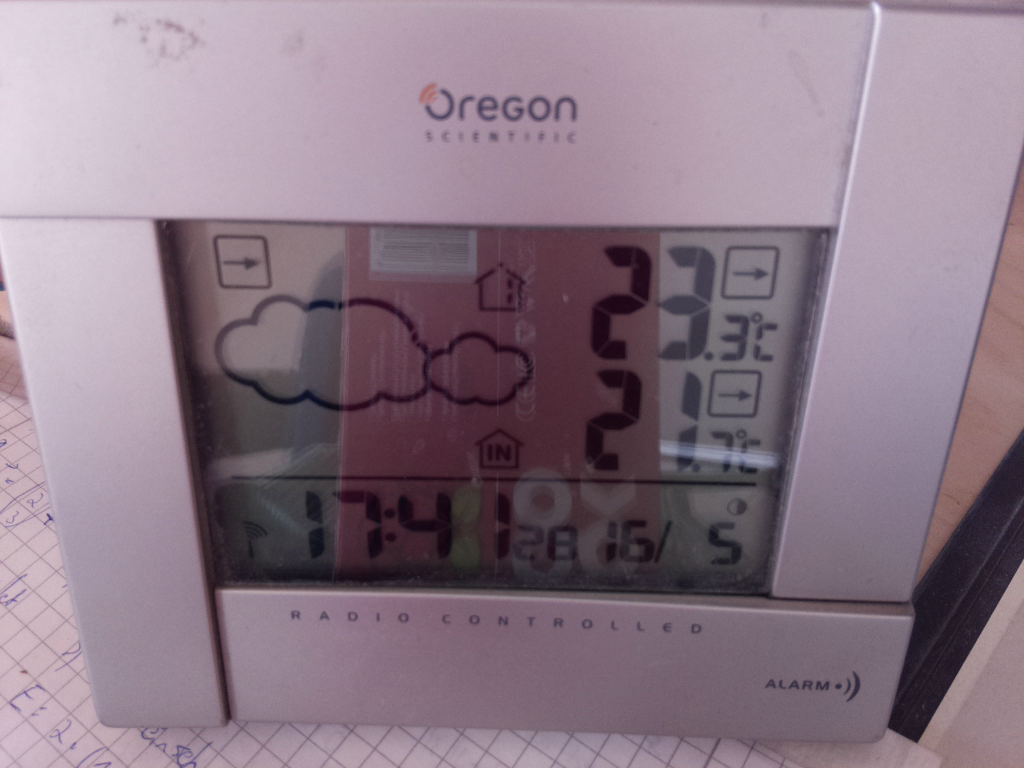 Oregon
SCIENTIFIC
23.3°C
IN
21.7°C
17:41 28 16/ 5
RADIO CONTROLLED
ALARM